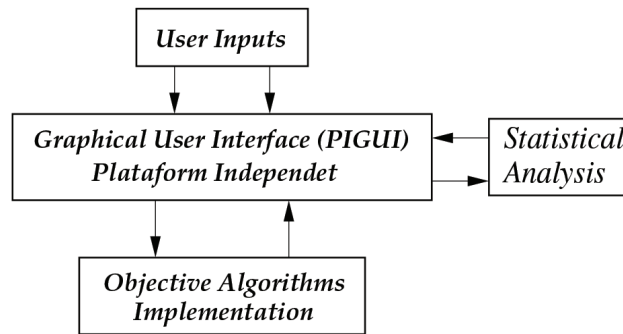 User Inputs
Graphical User Interface (PIGUI)
Plataform Independet
Statistical
Analysis
Objective Algorithms
Implementation